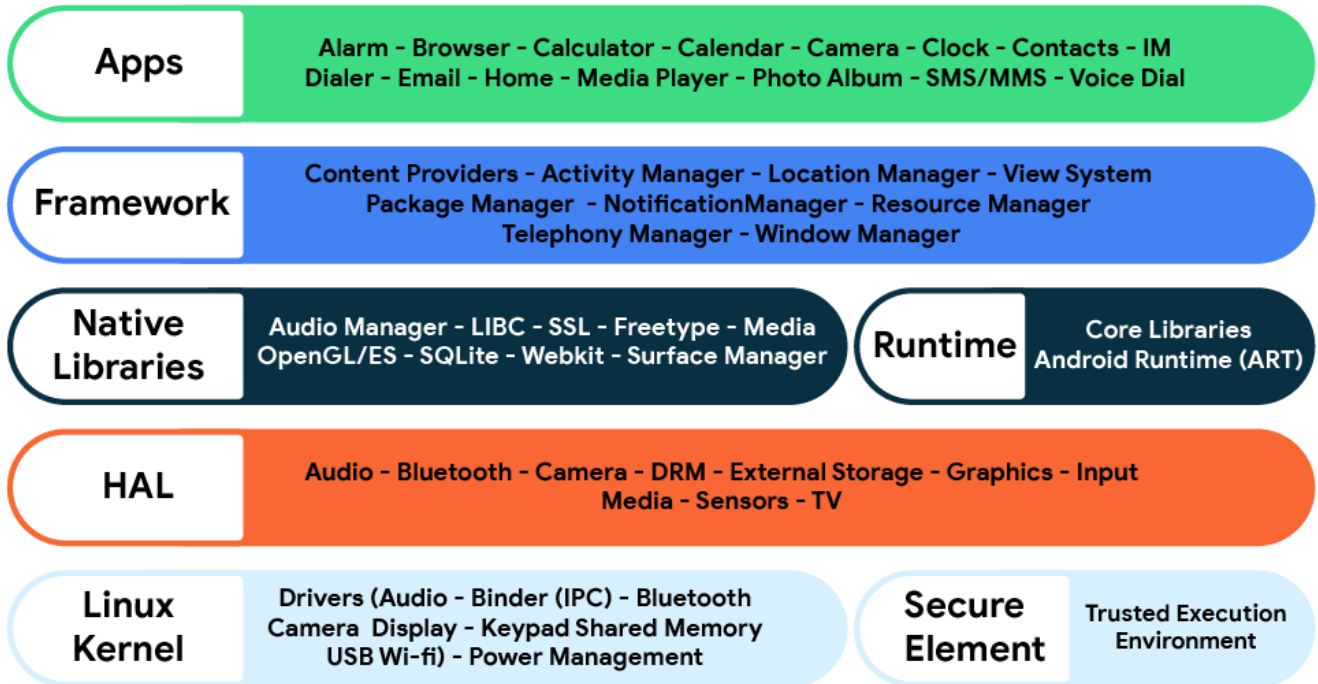 Apps
Alarm - Browser - Calculator - Calendar - Camera - Clock - Contacts - IM
Dialer - Email - Home - Media Player - Photo Album - SMS/MMS - Voice Dial
Framework
Content Providers - Activity Manager - Location Manager - View System
Package Manager - NotificationManager - Resource Manager
Telephony Manager - Window Manager
Native
Libraries
Audio Manager - LIBC - SSL - Freetype - Media
OpenGL/ES - SQLite - Webkit - Surface Manager
Runtime
Core Libraries
Android Runtime (ART)
HAL
Audio - Bluetooth - Camera - DRM - External Storage - Graphics - Input
Media - Sensors - TV
Linux
Kernel
Drivers (Audio - Binder (IPC) - Bluetooth
Camera Display - Keypad Shared Memory
USB Wi-fi) - Power Management
Secure
Element
Trusted Execution
Environment